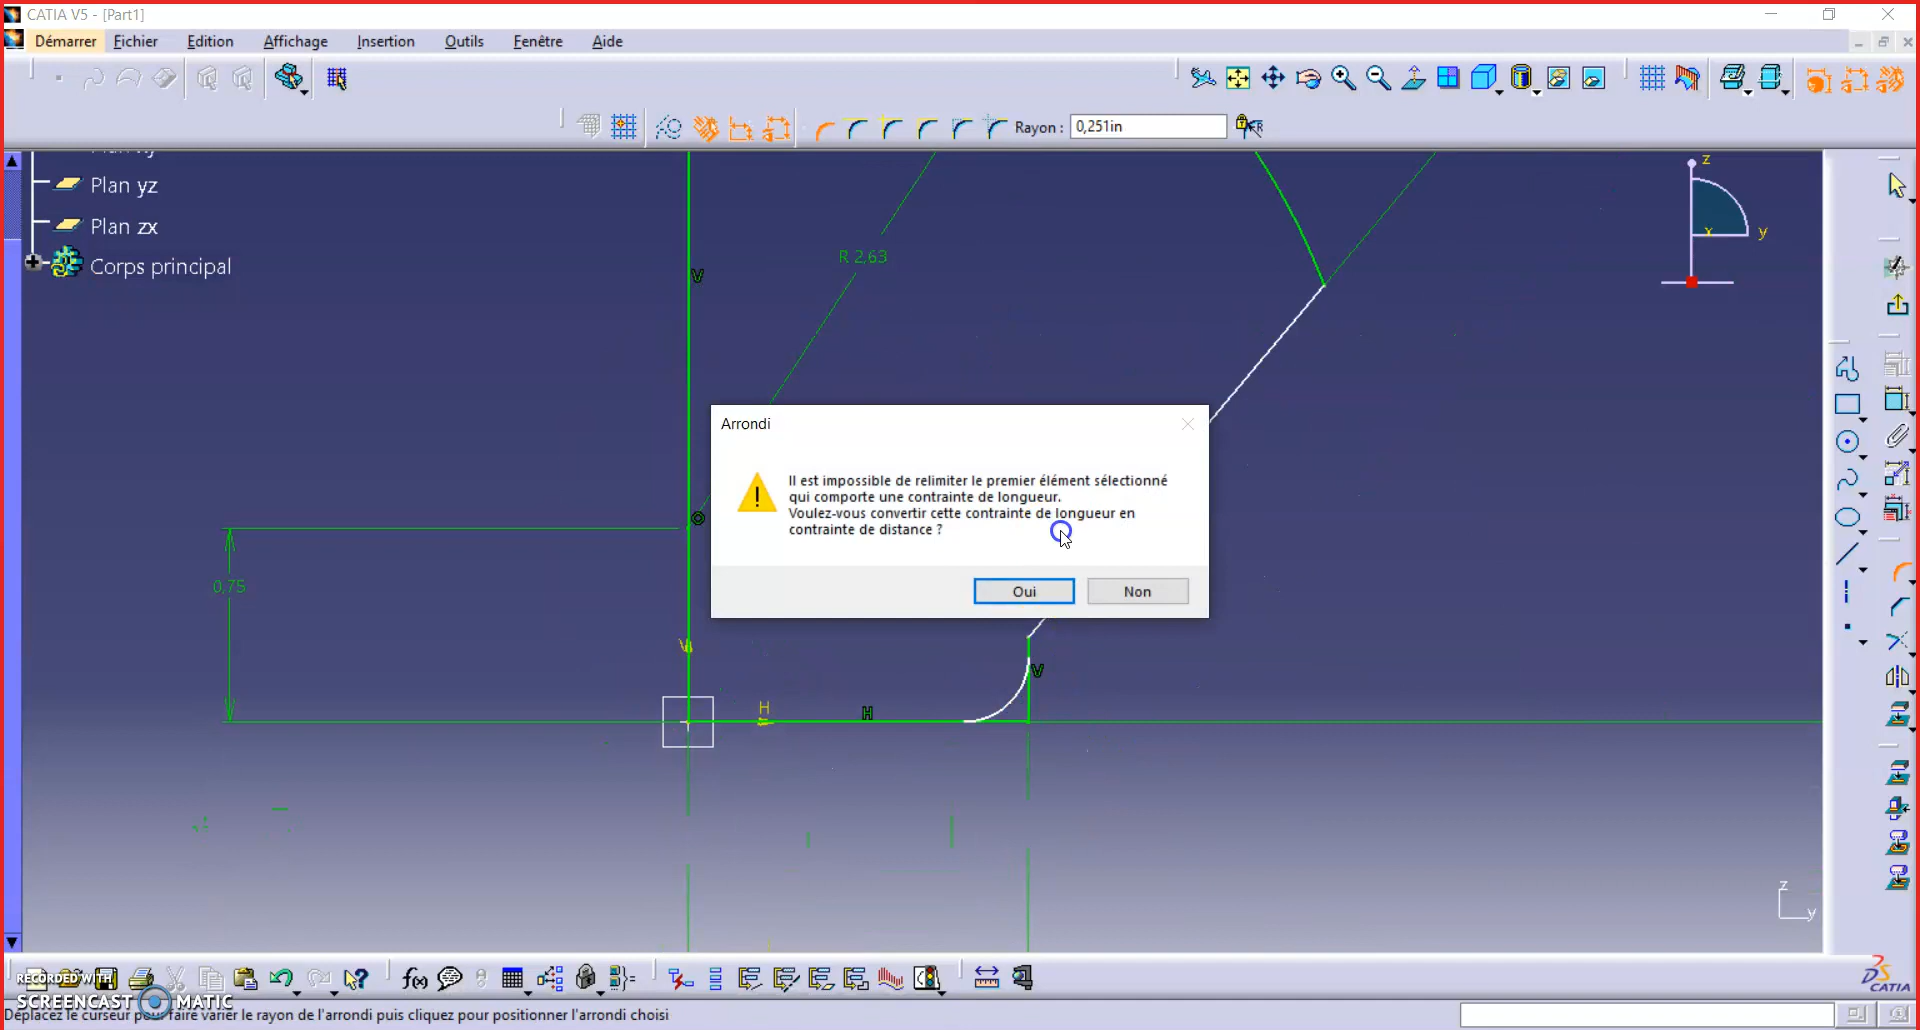 CATIA V5 - [Part1]
Démarrer Fichier Edition Affichage Insertion Outils Fenêtre Aide
Rayon : 0,251in
Plan yz
Plan zx
Corps principal
R 2,63
V
z
x
y
Arrondi
Il est impossible de relimiter le premier élément sélectionné
qui comporte une contrainte de longueur.
Voulez-vous convertir cette contrainte de longueur en
contrainte de distance ?
Oui Non
0,75
V
V
H
H
z
y
f(x)
RECORDED WITH
SCREENCAST MATIC
CATIA
Déplacez le curseur pour faire varier le rayon de l'arrondi puis cliquez pour positionner l'arrondi choisi